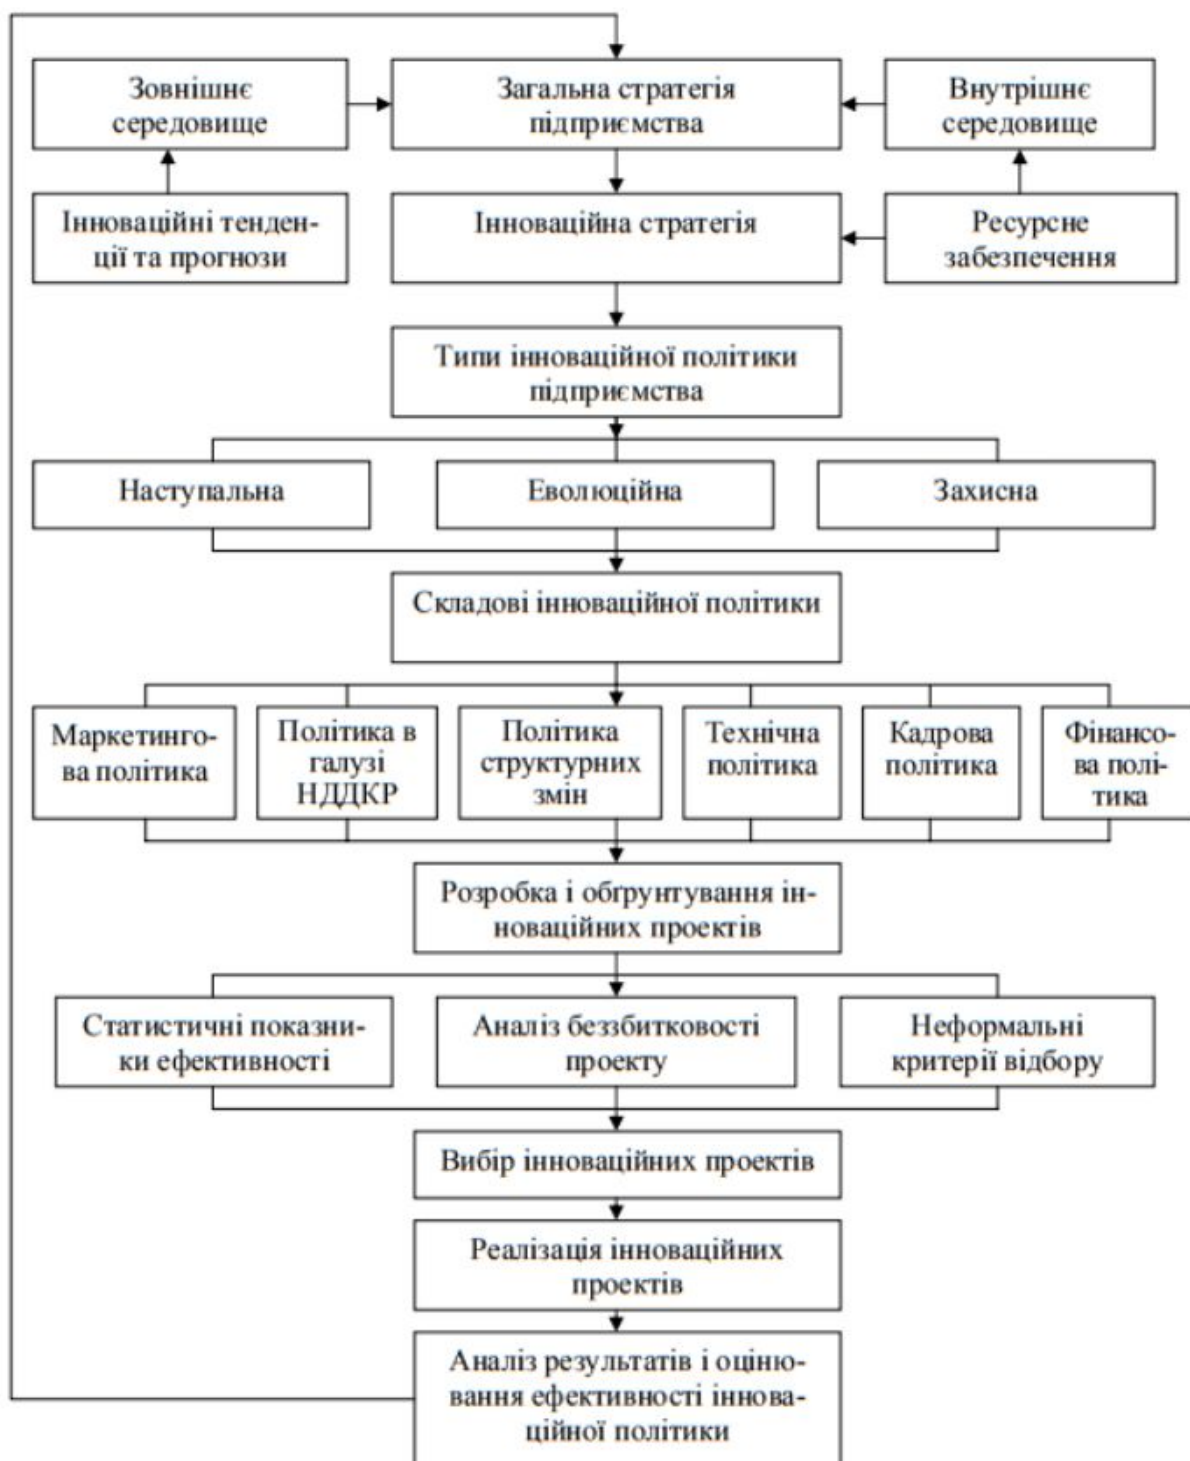 Зовнішнє
середовище
Загальна стратегія
підприємства
Внутрішнє
середовище
Інноваційні тенден-
ції та прогнози
Інноваційна стратегія
Ресурсне
забезпечення
Типи інноваційної політики
підприємства
Наступальна
Еволюційна
Захисна
Складові інноваційної політики
Маркетинго-
ва політика
Політика в
галузі
НДДКР
Політика
структурних
змін
Технічна
політика
Кадрова
політика
Фінансо-
ва полі-
тика
Розробка і обґрунтування ін-
новаційних проектів
Статистичні показни-
ки ефективності
Аналіз беззбитковості
проекту
Неформальні
критерії відбору
Вибір інноваційних проектів
Реалізація інноваційних
проектів
Аналіз результатів і оціню-
вання ефективності іннова-
ційної політики